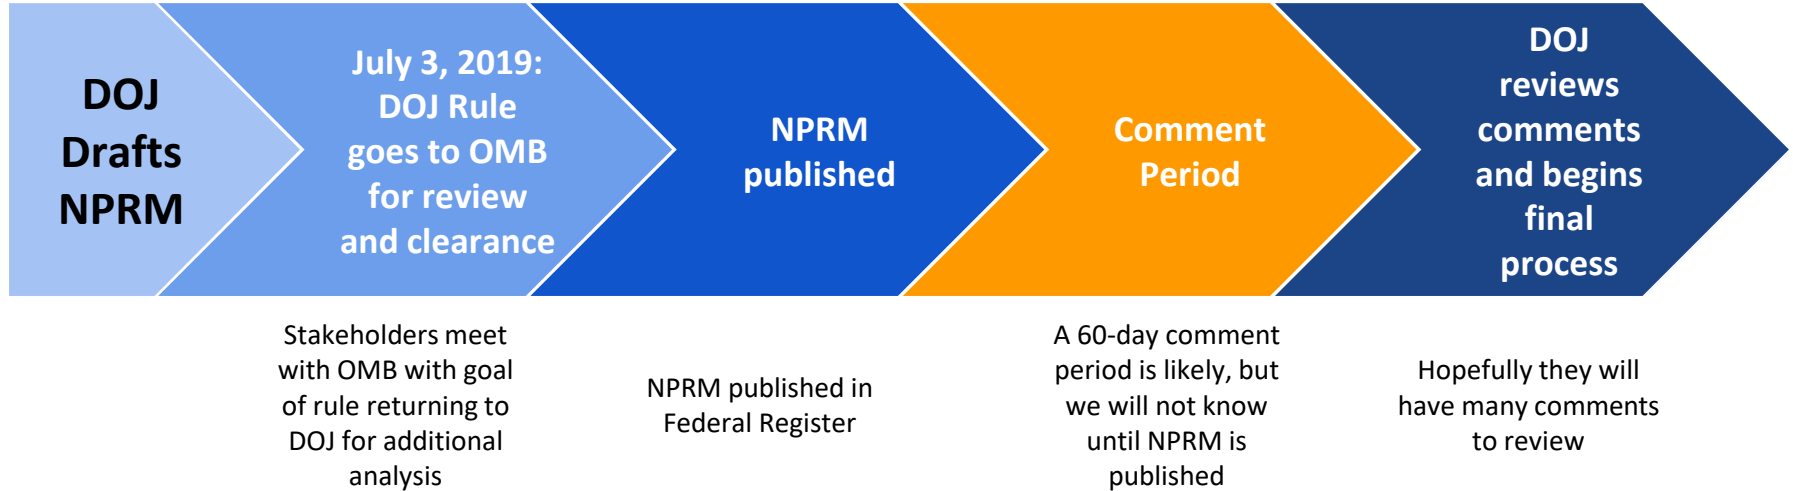 DOJ
Drafts
NPRM
July 3, 2019:
DOJ Rule
goes to OMB
for review
and clearance
NPRM
published
Comment
Period
DOJ
reviews
comments
and begins
final
process
Stakeholders meet
with OMB with goal
of rule returning to
DOJ for additional
analysis
NPRM published in
Federal Register
A 60-day comment
period is likely, but
we will not know
until NPRM is
published
Hopefully they will
have many comments
to review